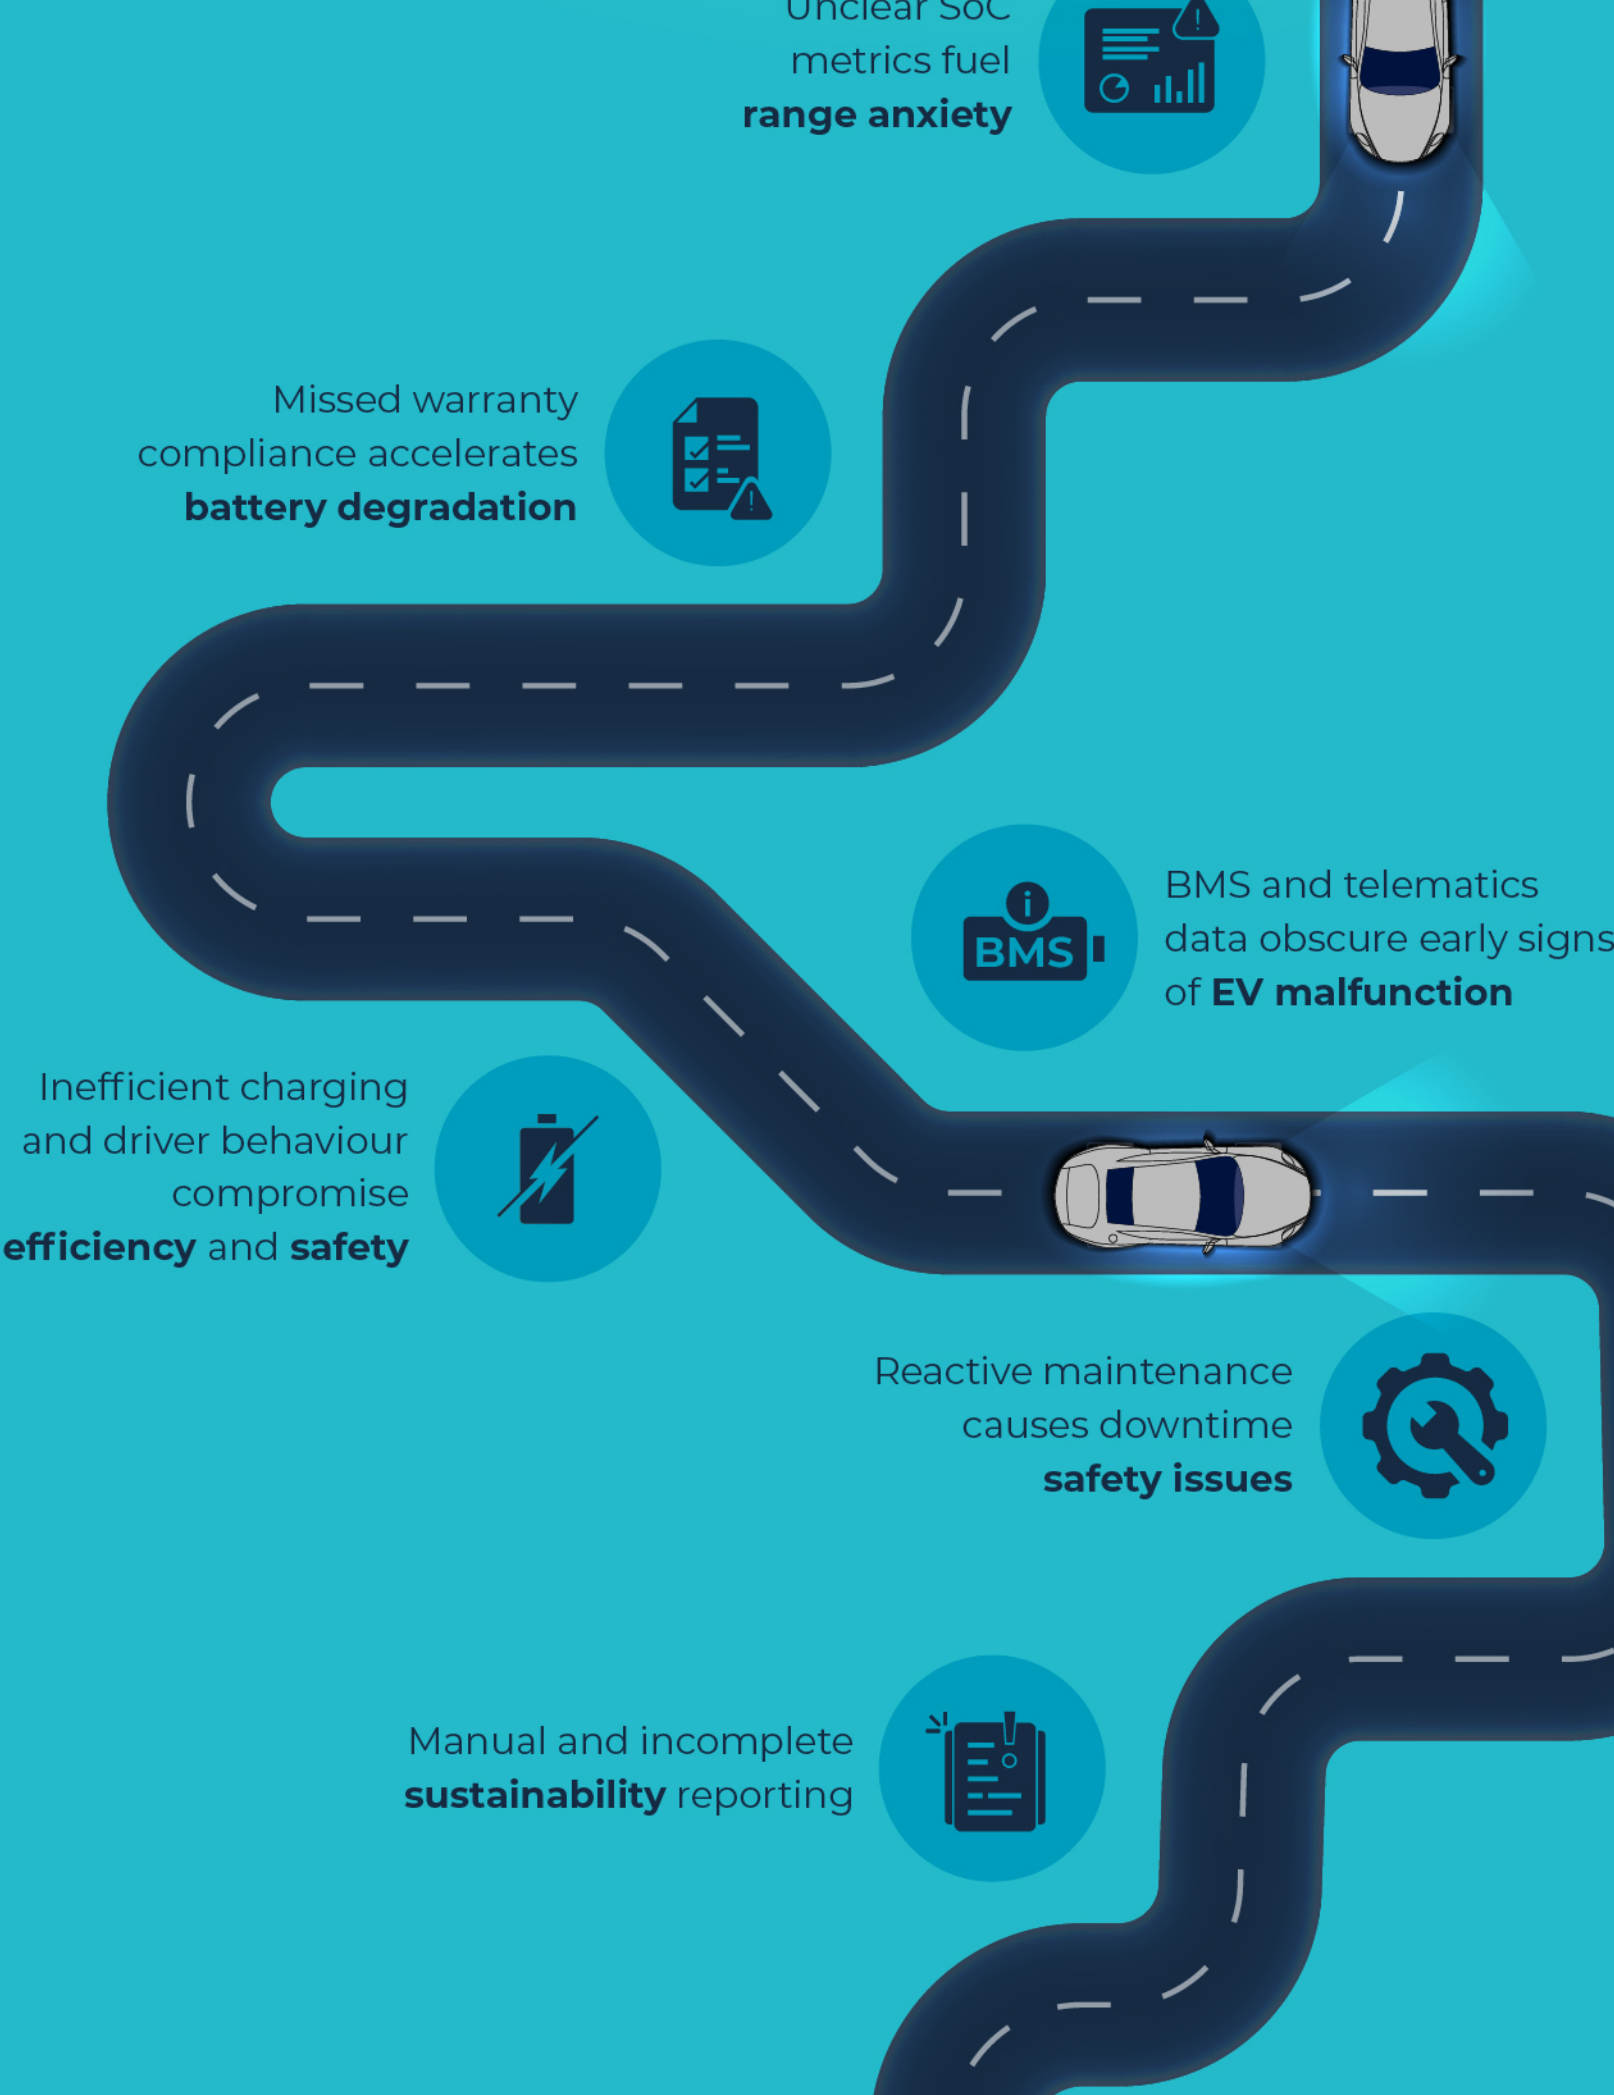 Unclear SoC
metrics fuel
range anxiety
Missed warranty
compliance accelerates
battery degradation
BMS
BMS and telematics
data obscure early signs
of EV malfunction
Inefficient charging
and driver behaviour
compromise
efficiency and safety
Reactive maintenance
causes downtime
safety issues
Manual and incomplete
sustainability reporting